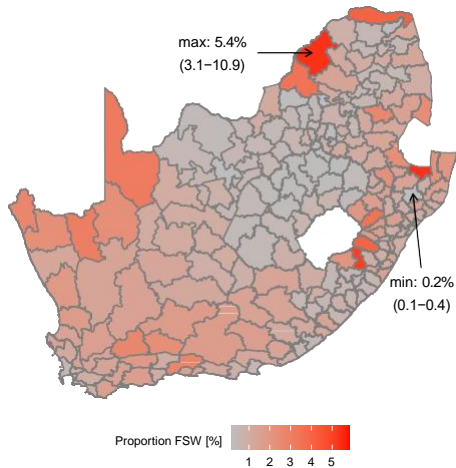 max: 5.4%
(3.1−10.9)
min: 0.2%
(0.1−0.4)
Proportion FSW [%]
1 2 3 4 5